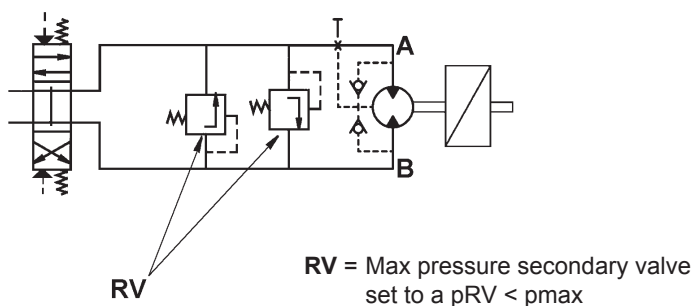 A
B
RV
RV = Max pressure secondary valve
set to a pRV < pmax